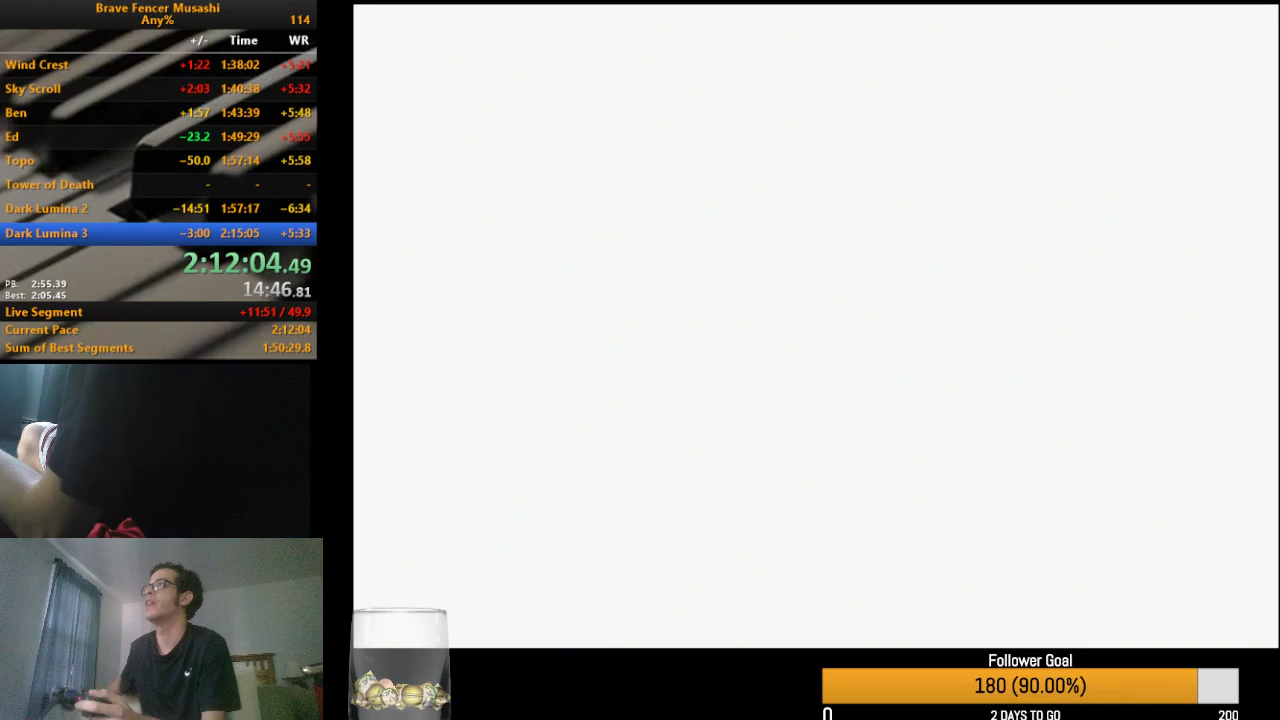 Brave Fencer Musashi
Any% 114
+/- Time WR
Wind Crest +1:22 1:38:02 +5:31
Sky Scroll +2:03 1:40:38 +5:32
Ben +1:57 1:43:39 +5:48
Ed −23.2 1:49:29 +5:55
Topo −50.0 1:57:14 +5:58
Tower of Death - - -
Dark Lumina 2 −14:51 1:57:17 −6:34
Dark Lumina 3 −3:00 2:15:05 +5:33
2:12:04.49
PB: 2:55.39
Best: 2:05.45
14:46.81
Live Segment +11:51 / 49.9
Current Pace 2:12:04
Sum of Best Segments 1:50:29.8
Follower Goal
180 (90.00%)
0 2 DAYS TO GO 200